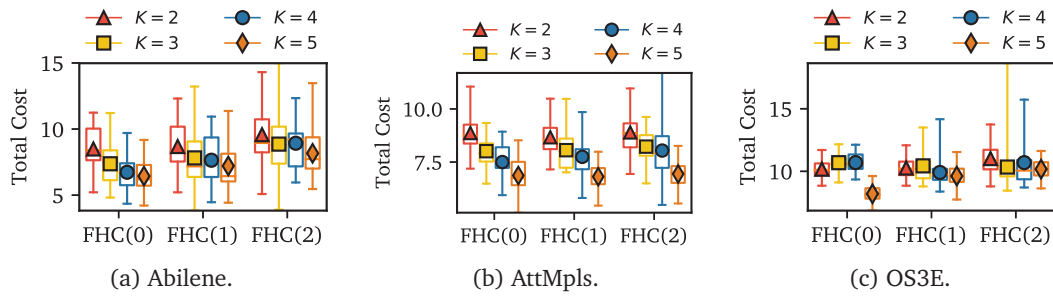 K = 2
K = 4
K = 3
K = 5
Total Cost
15
10
5
FHC(0)
FHC(1)
FHC(2)
(a) Abilene.
K = 2
K = 4
K = 3
K = 5
Total Cost
10.0
7.5
FHC(0)
FHC(1)
FHC(2)
(b) AttMpls.
K = 2
K = 4
K = 3
K = 5
Total Cost
15
10
FHC(0)
FHC(1)
FHC(2)
(c) OS3E.